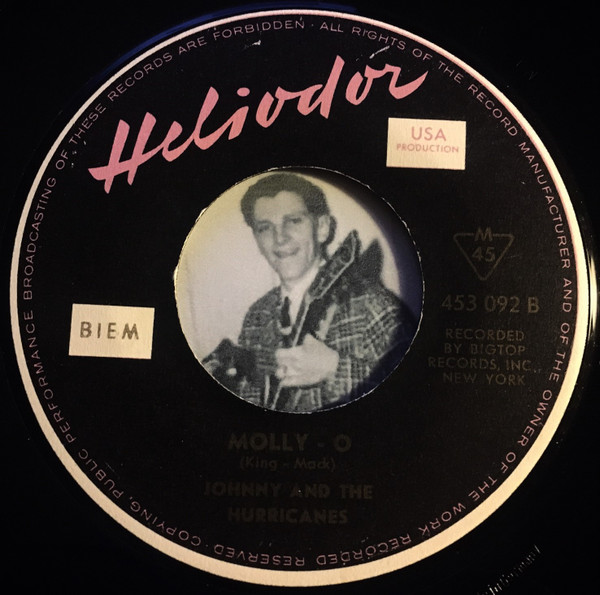 COPYING, PUBLIC PERFORMANCE BROADCASTING OF THESE RECORDS ARE FORBIDDEN · ALL RIGHTS OF THE RECORD MANUFACTURER AND OF THE OWNER OF THE WORK RECORDED RESERVED -
Heliodor
USA
PRODUCTION
M
45
453 092 B
BIEM
RECORDED
BY BIGTOP
RECORDS, INC.
NEW YORK
MOLLY - O
(King - Mack)
JOHNNY AND THE
HURRICANES